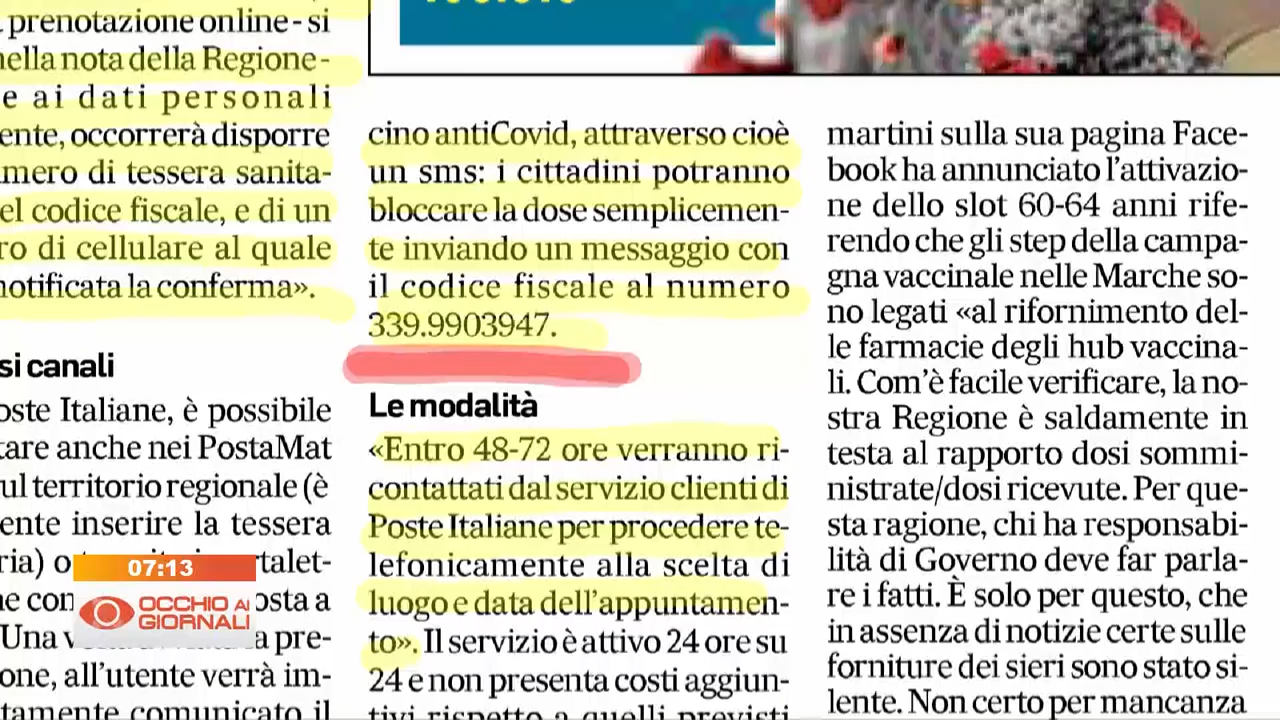 prenotazione online - si
nella nota della Regione -
e ai dati personali
ente, occorrerà disporre
mero di tessera sanita-
el codice fiscale, e di un
ro di cellulare al quale
notificata la conferma».
si canali
oste Italiane, è possibile
tare anche nei PostaMat
ul territorio regionale (è
ente inserire la tessera
ria) o
talet-
ne con
osta a
Una
a pre-
one, all'utente verrà im-
tamente comunicato il
cino antiCovid, attraverso cioè
un sms: i cittadini potranno
bloccare la dose semplicemen-
te inviando un messaggio con
il codice fiscale al numero
339.9903947.
Le modalità
«Entro 48-72 ore verranno ri-
contattati dal servizio clienti di
Poste Italiane per procedere te-
lefonicamente alla scelta di
luogo e data dell'appuntamen-
to». Il servizio è attivo 24 ore su
24 e non presenta costi aggiun-
tivi rispetto a quelli previsti
martini sulla sua pagina Face-
book ha annunciato l'attivazio-
ne dello slot 60-64 anni rife-
rendo che gli step della campa-
gna vaccinale nelle Marche so-
no legati «al rifornimento del-
le farmacie degli hub vaccina-
li. Com'è facile verificare, la no-
stra Regione è saldamente in
testa al rapporto dosi sommi-
nistrate/dosi ricevute. Per que-
sta ragione, chi ha responsabi-
lità di Governo deve far parla-
re i fatti. È solo per questo, che
in assenza di notizie certe sulle
forniture dei sieri sono stato si-
lente. Non certo per mancanza
07:13
OCCHIO AI
GIORNALI